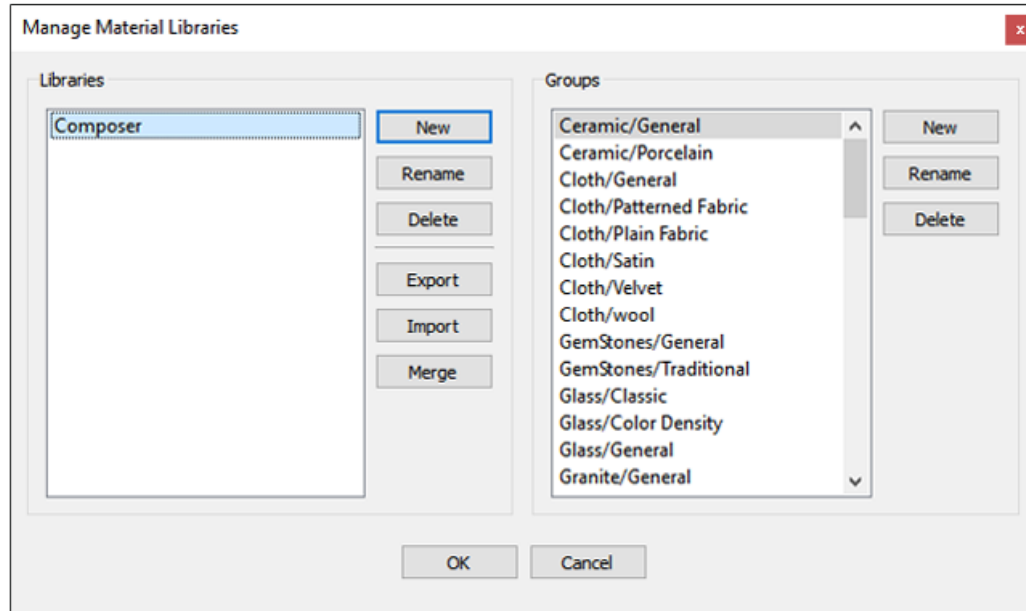 Manage Material Libraries
x
Libraries
Composer
New
Rename
Delete
Export
Import
Merge
Groups
Ceramic/General
Ceramic/Porcelain
Cloth/General
Cloth/Patterned Fabric
Cloth/Plain Fabric
Cloth/Satin
Cloth/Velvet
Cloth/wool
GemStones/General
GemStones/Traditional
Glass/Classic
Glass/Color Density
Glass/General
Granite/General
New
Rename
Delete
OK
Cancel